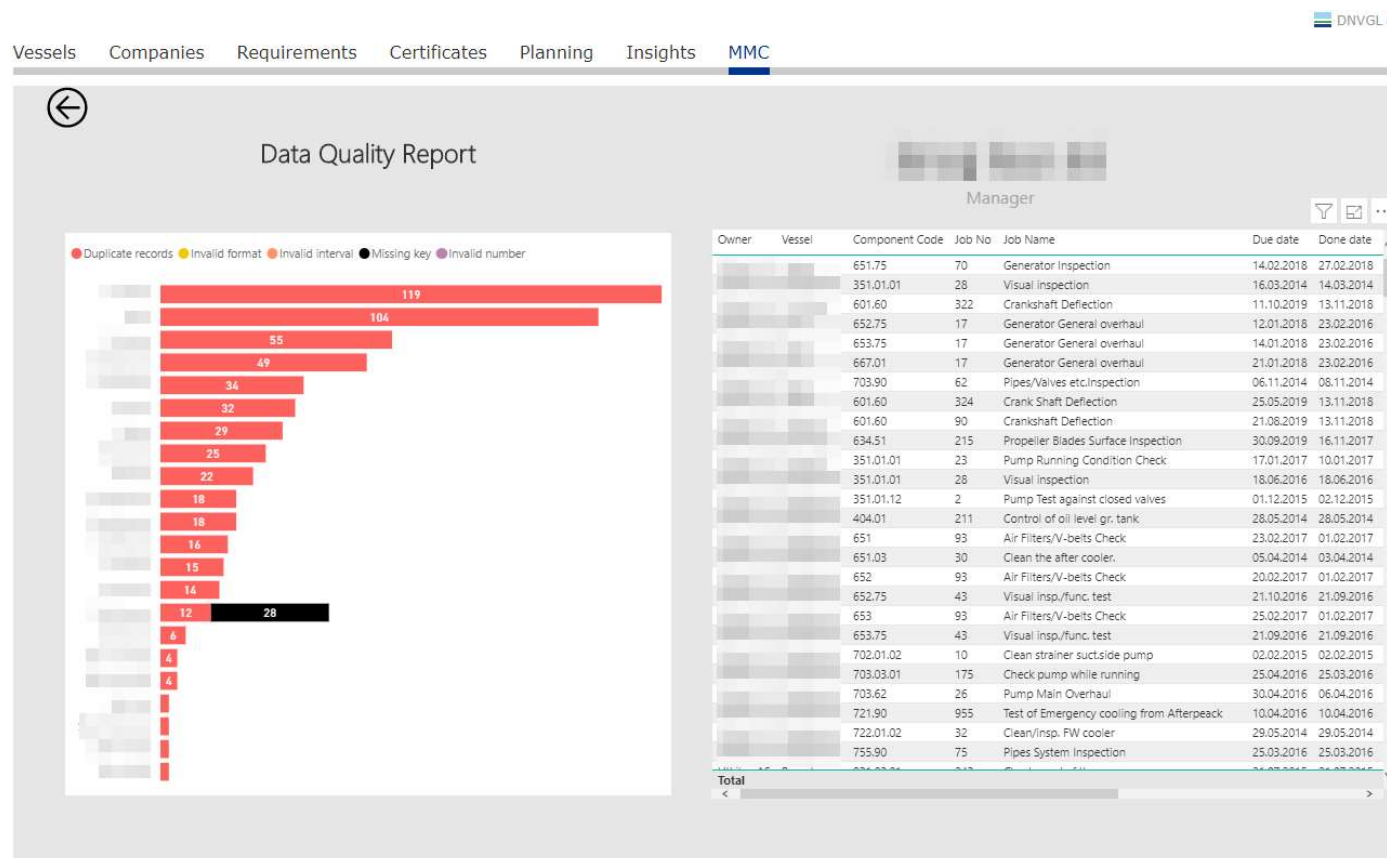 DNVGL
Vessels Companies Requirements Certificates Planning Insights MMC
Data Quality Report
Manager
Duplicate records Invalid format Invalid interval Missing key Invalid number
119
104
55
49
34
32
29
25
22
18
18
16
15
14
12 28
6
4
4
Owner Vessel Component Code Job No Job Name Due date Done date
651.75 70 Generator Inspection 14.02.2018 27.02.2018
351.01.01 28 Visual inspection 16.03.2014 14.03.2014
601.60 322 Crankshaft Deflection 11.10.2019 13.11.2018
652.75 17 Generator General overhaul 12.01.2018 23.02.2016
653.75 17 Generator General overhaul 14.01.2018 23.02.2016
667.01 17 Generator General overhaul 21.01.2018 23.02.2016
703.90 62 Pipes/Valves etc.Inspection 06.11.2014 08.11.2014
601.60 324 Crank Shaft Deflection 25.05.2019 13.11.2018
601.60 90 Crankshaft Deflection 21.08.2019 13.11.2018
634.51 215 Propeller Blades Surface Inspection 30.09.2019 16.11.2017
351.01.01 23 Pump Running Condition Check 17.01.2017 10.01.2017
351.01.01 28 Visual inspection 18.06.2016 18.06.2016
351.01.12 2 Pump Test against closed valves 01.12.2015 02.12.2015
404.01 211 Control of oil level gr. tank 28.05.2014 28.05.2014
651 93 Air Filters/V-belts Check 23.02.2017 01.02.2017
651.03 30 Clean the after cooler. 05.04.2014 03.04.2014
652 93 Air Filters/V-belts Check 20.02.2017 01.02.2017
652.75 43 Visual insp./func. test 21.10.2016 21.09.2016
653 93 Air Filters/V-belts Check 25.02.2017 01.02.2017
653.75 43 Visual insp./func. test 21.09.2016 21.09.2016
702.01.02 10 Clean strainer suct.side pump 02.02.2015 02.02.2015
703.03.01 175 Check pump while running 25.04.2016 25.03.2016
703.62 26 Pump Main Overhaul 30.04.2016 06.04.2016
721.90 955 Test of Emergency cooling from Afterpeack 10.04.2016 10.04.2016
722.01.02 32 Clean/insp. FW cooler 29.05.2014 29.05.2014
755.90 75 Pipes System Inspection 25.03.2016 25.03.2016
Total